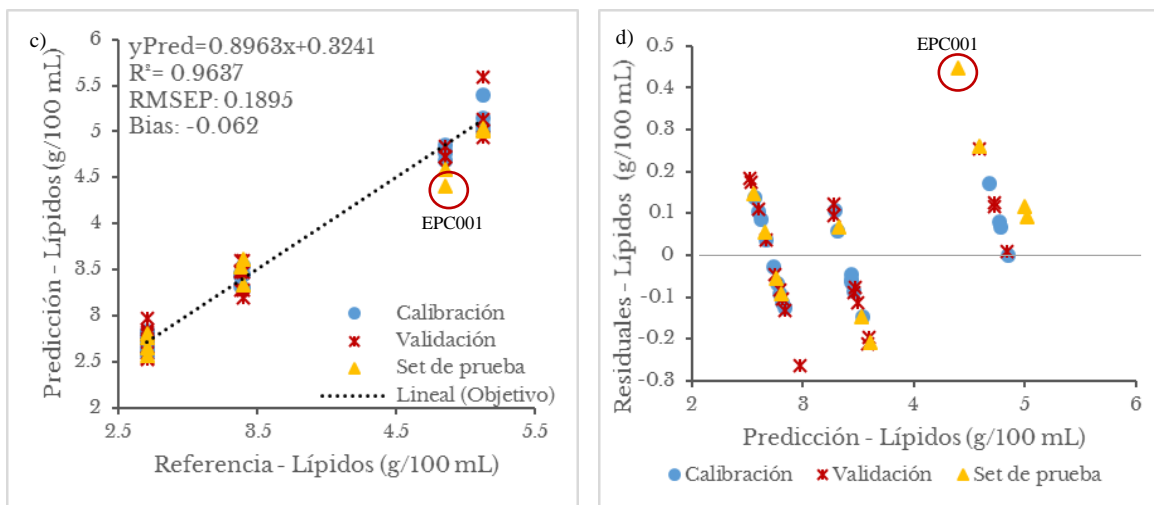 c)
yPred=0.8963x+0.3241
R²= 0.9637
RMSEP: 0.1895
Bias: -0.062
EPC001
Calibración
Validación
Set de prueba
Lineal (Objetivo)
Predicción - Lípidos (g/100 mL)
6
5.5
5
4.5
4
3.5
3
2.5
2
2.5
3.5
4.5
5.5
Referencia - Lípidos (g/100 mL)
d)
EPC001
Residuales - Lípidos (g/100 mL)
0.5
0.4
0.3
0.2
0.1
0
-0.1
-0.2
-0.3
2
3
4
5
6
Predicción - Lípidos (g/100 mL)
Calibración
Validación
Set de prueba